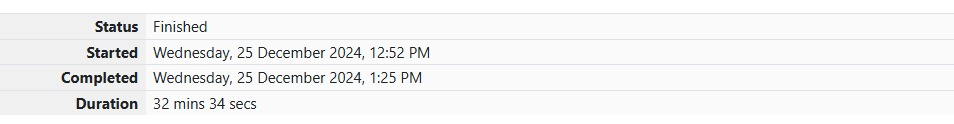 Status Finished
Started Wednesday, 25 December 2024, 12:52 PM
Completed Wednesday, 25 December 2024, 1:25 PM
Duration 32 mins 34 secs